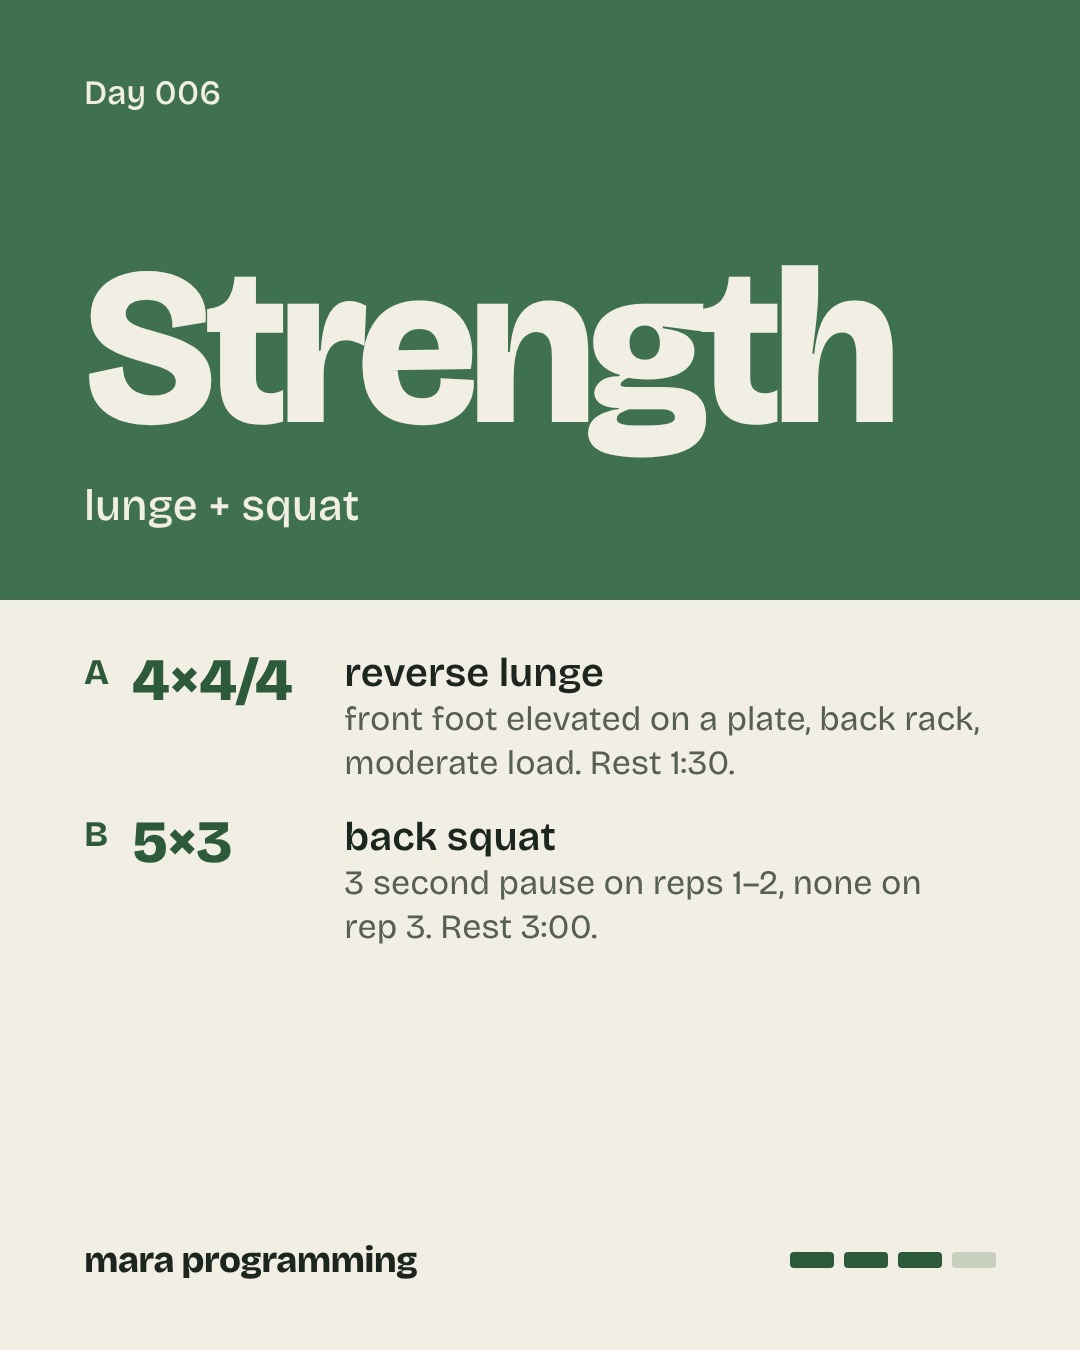 Day 006
Strength
lunge + squat
A 4×4/4 reverse lunge
front foot elevated on a plate, back rack,
moderate load. Rest 1:30.
B 5×3 back squat
3 second pause on reps 1–2, none on
rep 3. Rest 3:00.
mara programming